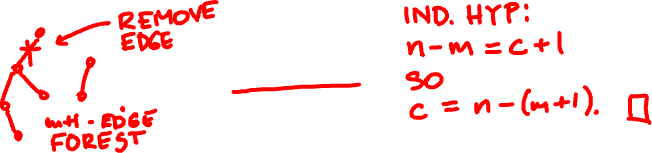 REMOVE
EDGE
m+1-EDGE
FOREST
IND. HYP:
n-m=c+1
SO
c=n-(m+1). □